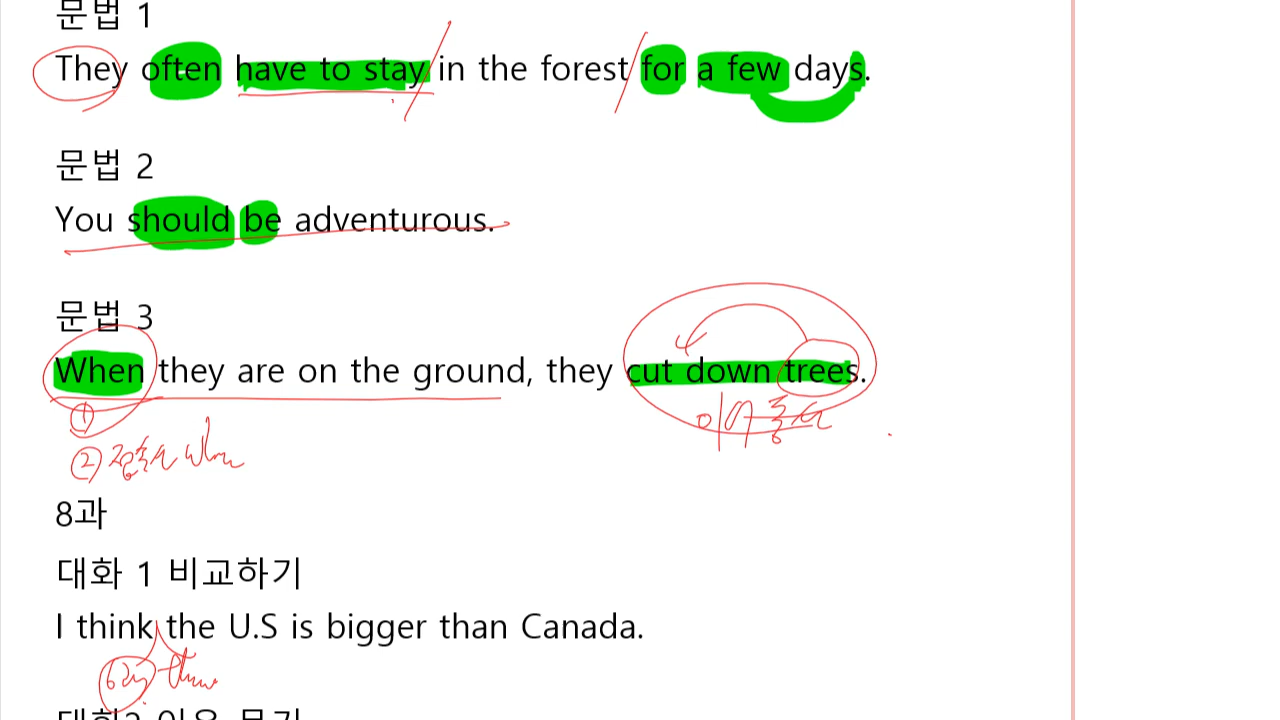 문법 1
They often have to stay in the forest for a few days.
문법 2
You should be adventurous.
문법 3
When they are on the ground, they cut down trees.
① 이어동사
② 접속사 when
8과
대화 1 비교하기
I think the U.S is bigger than Canada.